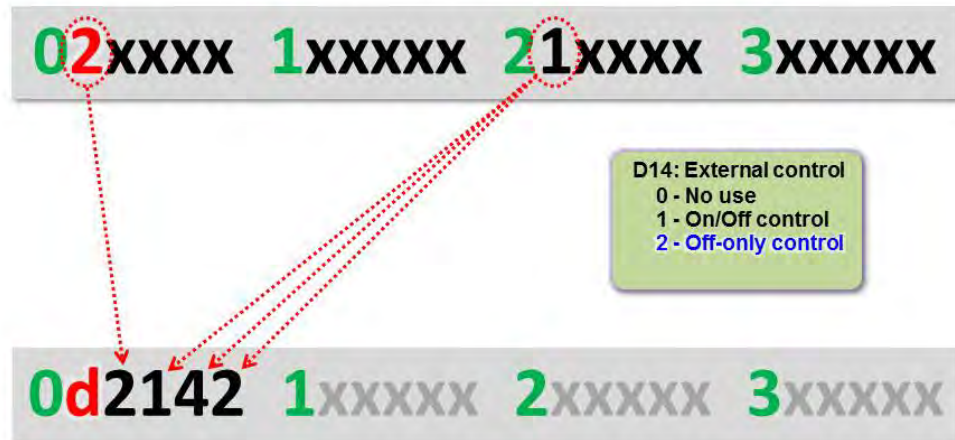 02xxxx 1xxxxx 21xxxx 3xxxxx
D14: External control
0 - No use
1 - On/Off control
2 - Off-only control
0d2142 1xxxxx 2xxxxx 3xxxxx